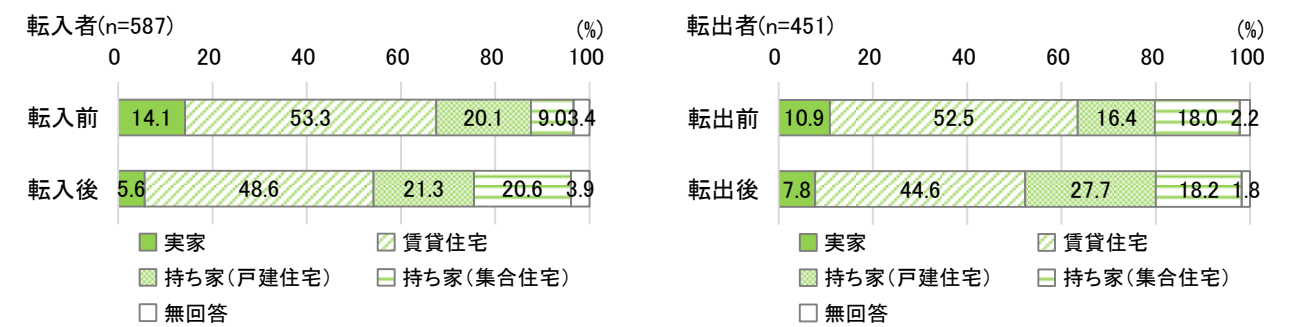 転入者(n=587)
(%)
0 20 40 60 80 100
転入前 14.1 53.3 20.1 9.0 3.4
転入後 5.6 48.6 21.3 20.6 3.9
実家 賃貸住宅
持ち家(戸建住宅) 持ち家(集合住宅)
無回答
転出者(n=451)
(%)
0 20 40 60 80 100
転出前 10.9 52.5 16.4 18.0 2.2
転出後 7.8 44.6 27.7 18.2 1.8
実家 賃貸住宅
持ち家(戸建住宅) 持ち家(集合住宅)
無回答